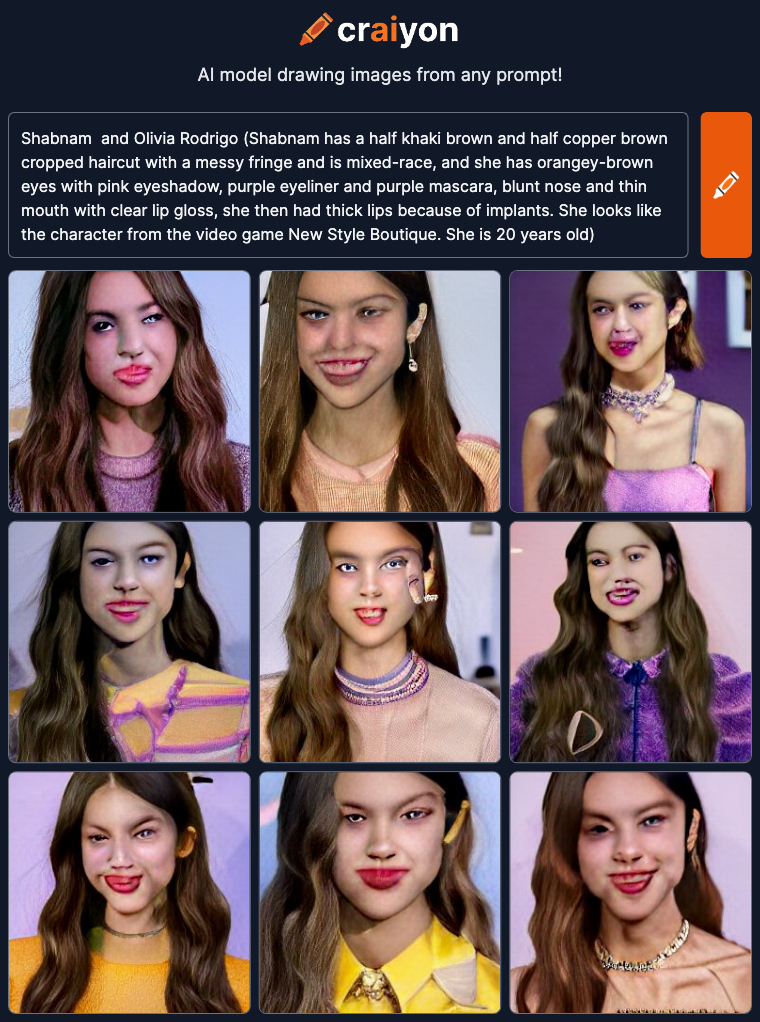 craiyon
AI model drawing images from any prompt!
Shabnam  and Olivia Rodrigo (Shabnam has a half khaki brown and half copper brown
cropped haircut with a messy fringe and is mixed-race, and she has orangey-brown
eyes with pink eyeshadow, purple eyeliner and purple mascara, blunt nose and thin
mouth with clear lip gloss, she then had thick lips because of implants. She looks like
the character from the video game New Style Boutique. She is 20 years old)